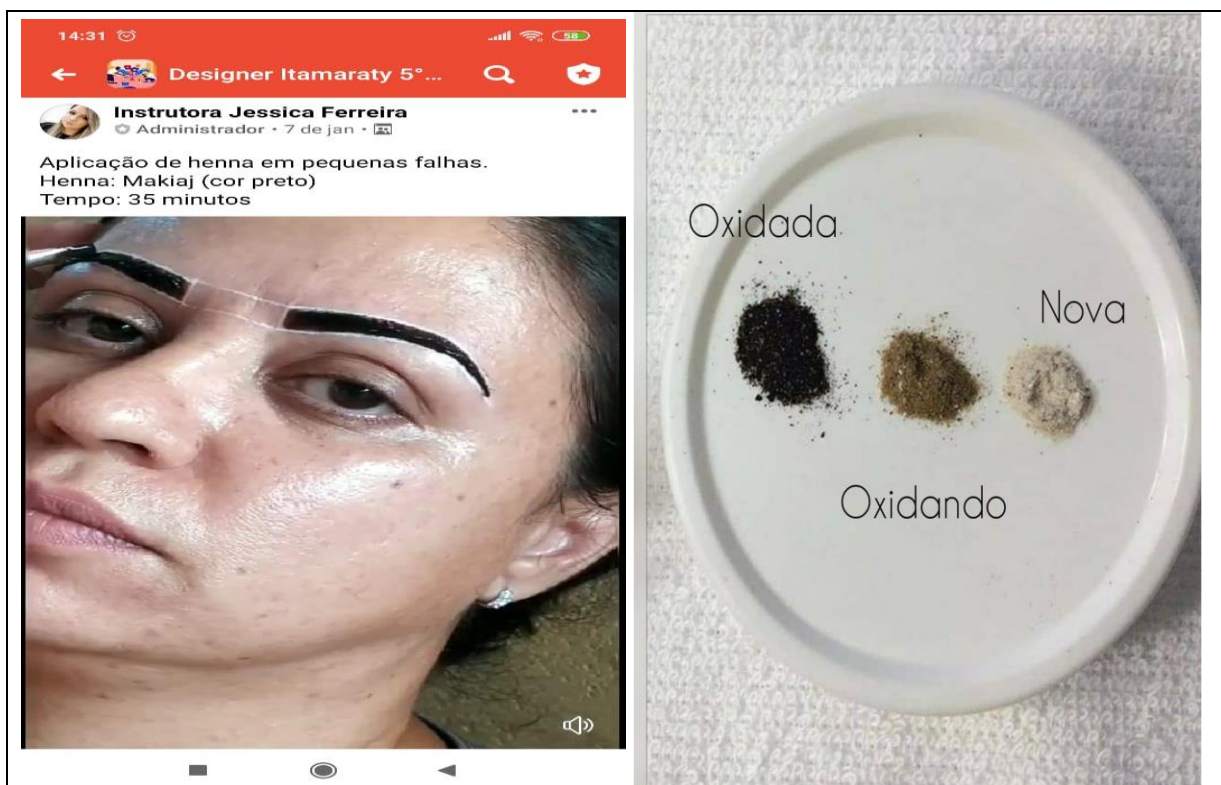 14:31
58
Designer Itamaraty 5°...
Instrutora Jessica Ferreira
Administrador · 7 de jan ·
Aplicação de henna em pequenas falhas.
Henna: Makiaj (cor preto)
Tempo: 35 minutos
Oxidada
Nova
Oxidando